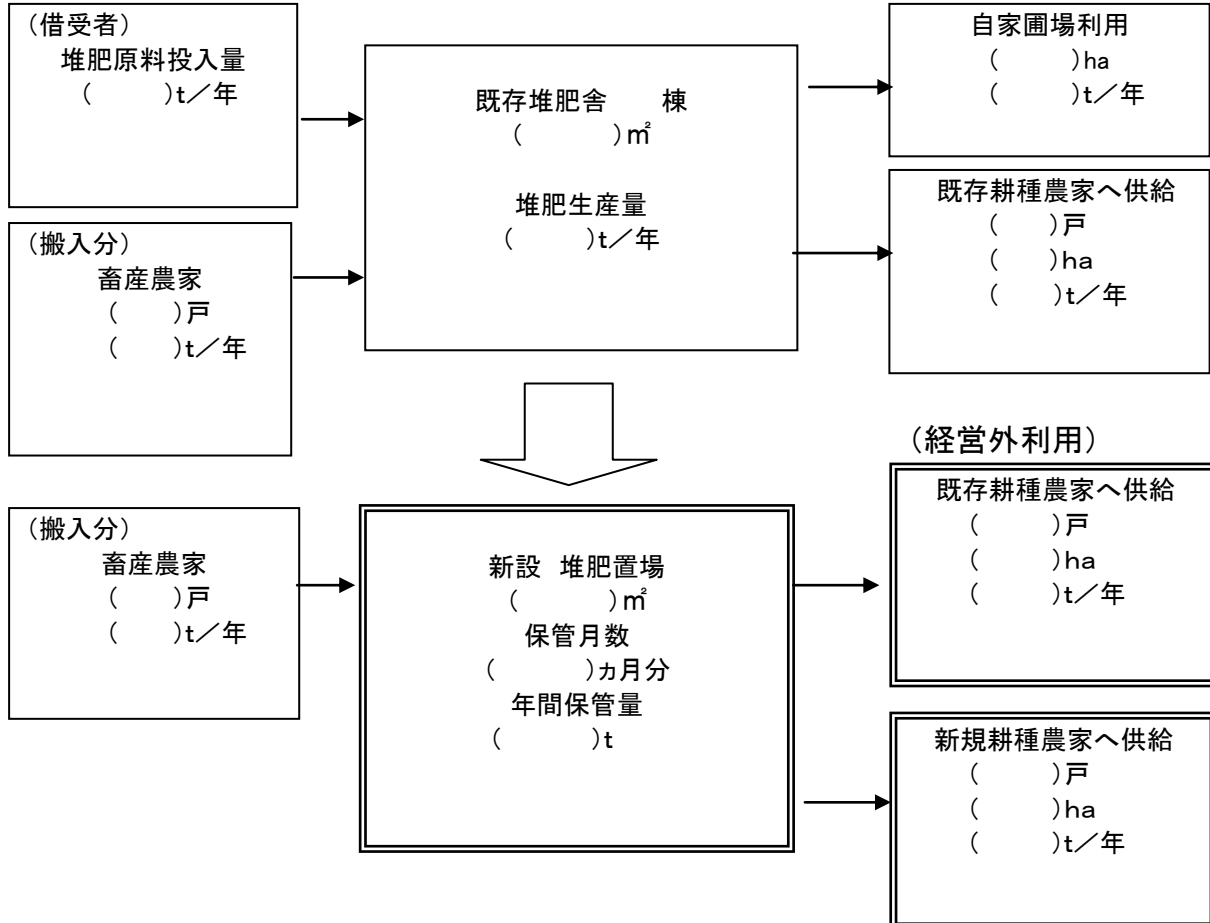 (借受者)
堆肥原料投入量
(　　　)t／年
(搬入分)
畜産農家
(　　)戸
(　　)t／年
既存堆肥舎　　棟
(　　　　)㎡
堆肥生産量
(　　　)t／年
自家圃場利用
(　　　)ha
(　　　)t／年
既存耕種農家へ供給
(　　)戸
(　　)ha
(　　)t／年
(搬入分)
畜産農家
(　　)戸
(　　)t／年
新設　堆肥置場
(　　　　)㎡
保管月数
(　　　　)ヵ月分
年間保管量
(　　　　)t
(経営外利用)
既存耕種農家へ供給
(　　　)戸
(　　　)ha
(　　　)t／年
新規耕種農家へ供給
(　　　)戸
(　　　)ha
(　　　)t／年